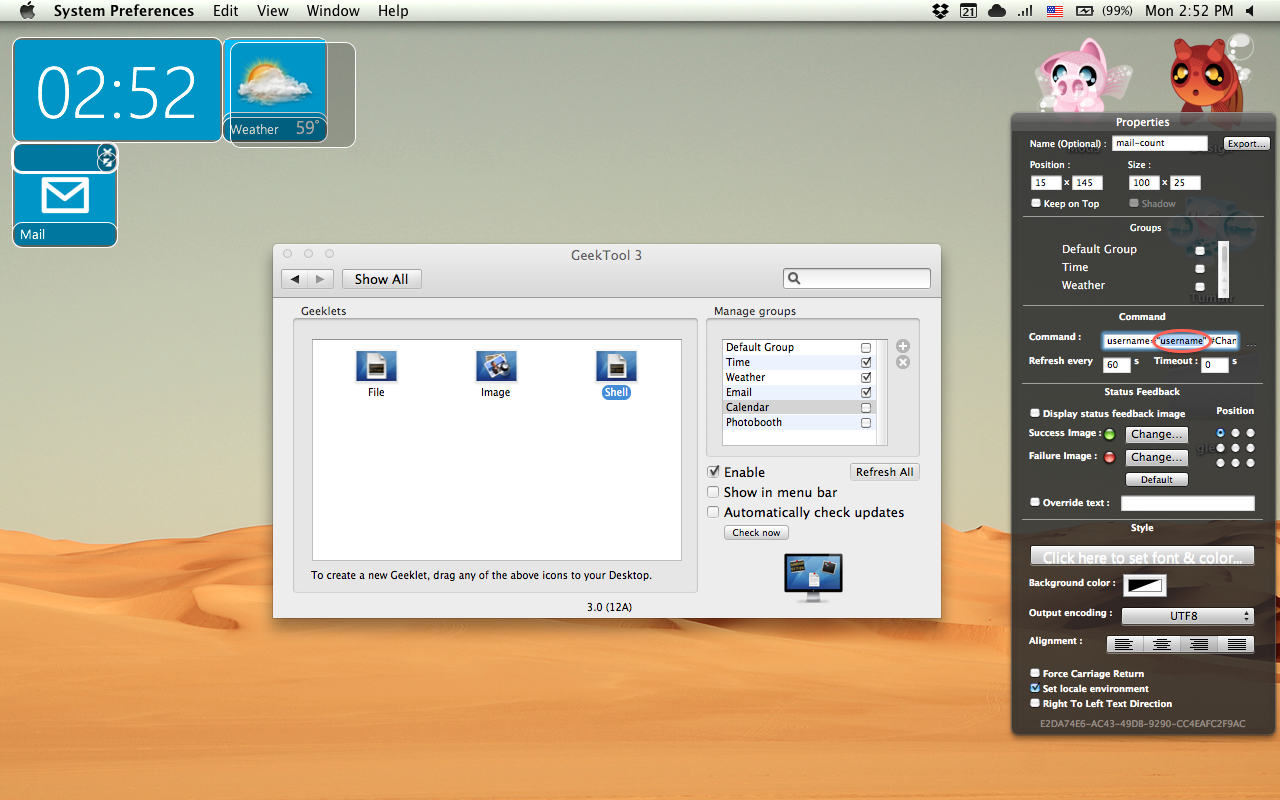 System Preferences Edit View Window Help
21 (99%) Mon 2:52 PM
02:52
Weather 59°
Mail
GeekTool 3
Show All
Geeklets
File
Image
Shell
To create a new Geeklet, drag any of the above icons to your Desktop.
Manage groups
Default Group
Time
Weather
Email
Calendar
Photobooth
Enable
Refresh All
Show in menu bar
Automatically check updates
Check now
3.0 (12A)
Properties
Name (Optional) : mail-count Export...
Position : Size :
15 x 145 100 x 25
Keep on Top Shadow
Groups
Default Group
Time
Weather
Command
Command : username="username" #Chan ...
Refresh every 60 s Timeout : 0 s
Status Feedback
Display status feedback image Position
Success Image : Change...
Failure Image : Change...
Default
Override text :
Style
Click here to set font & color...
Background color :
Output encoding : UTF8
Alignment :
Force Carriage Return
Set locale environment
Right To Left Text Direction
E2DA74E6-AC43-49D8-9290-CC4EAFC2F9AC